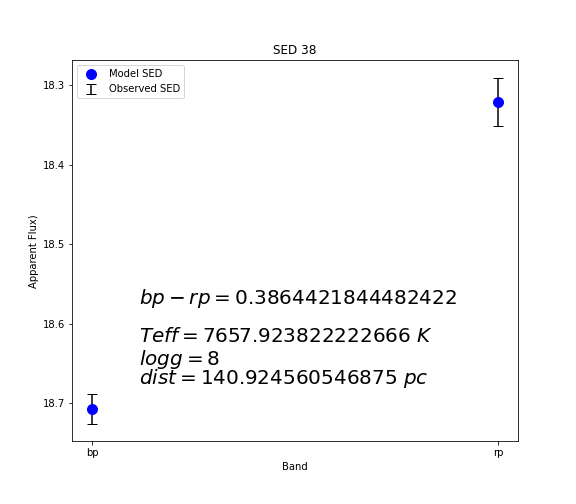 SED 38
Model SED
Observed SED
18.3
18.4
18.5
18.6
18.7
Apparent Flux)
bp − rp = 0.3864421844482422
Teff = 7657.923822222666 K
logg = 8
dist = 140.924560546875 pc
bp
rp
Band